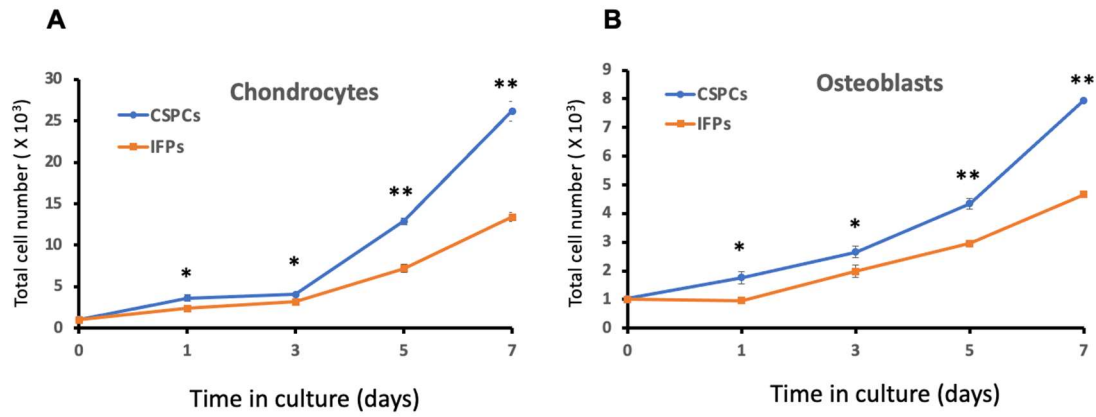 A
Chondrocytes
CSPCs
IFPs
Total cell number ( X 10³)
30
25
20
15
10
5
0
*
*
**
**
0 1 3 5 7
Time in culture (days)
B
Osteoblasts
CSPCs
IFPs
Total cell number ( X 10³)
9
8
7
6
5
4
3
2
1
0
*
*
**
**
0 1 3 5 7
Time in culture (days)